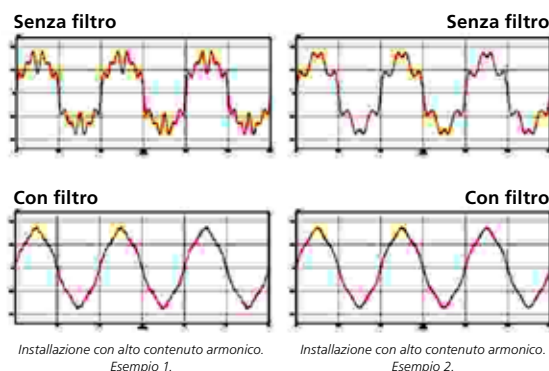 Senza filtro
Senza filtro
Con filtro
Con filtro
Installazione con alto contenuto armonico.
Esempio 1.
Installazione con alto contenuto armonico.
Esempio 2.